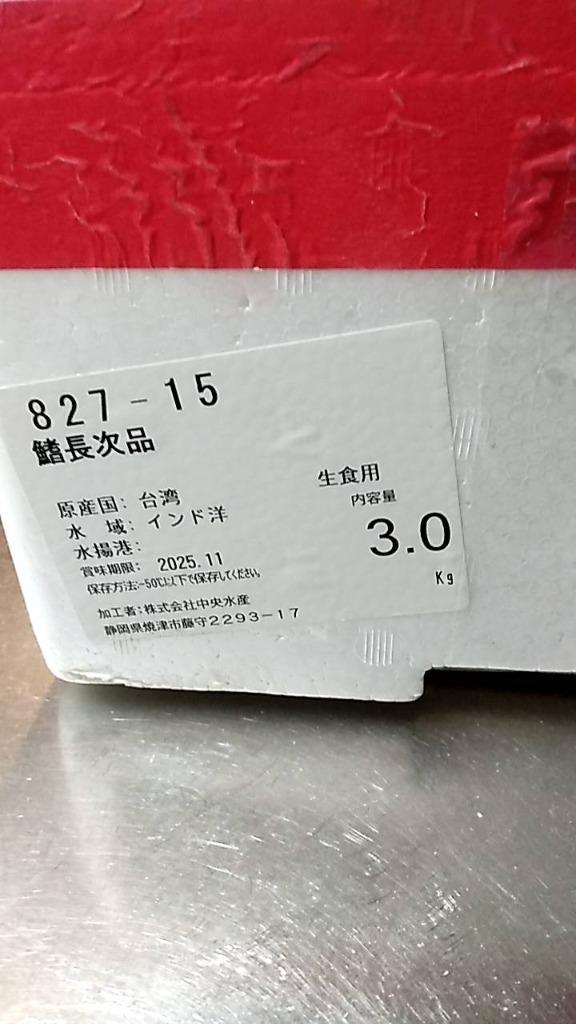 827-15
鰭長次品
生食用
原産国: 台湾
内容量
水 域: インド洋
3.0
水揚港:
賞味期限: 2025.11
Kg
保存方法:-50℃以下で保存してください。
加工者:株式会社中央水産
静岡県焼津市藤守2293-17